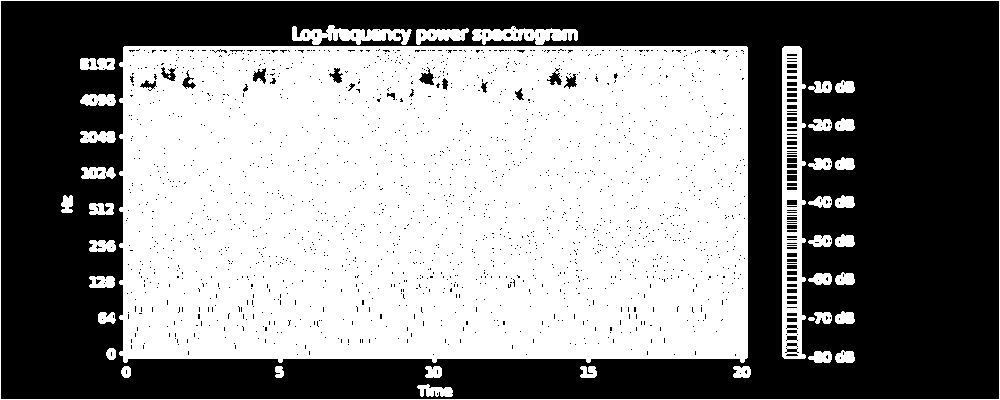 Log-frequency power spectrogram
8192
4096
2048
1024
512
256
128
64
0
Hz
0 5 10 15 20
Time
-10 dB
-20 dB
-30 dB
-40 dB
-50 dB
-60 dB
-70 dB
-80 dB